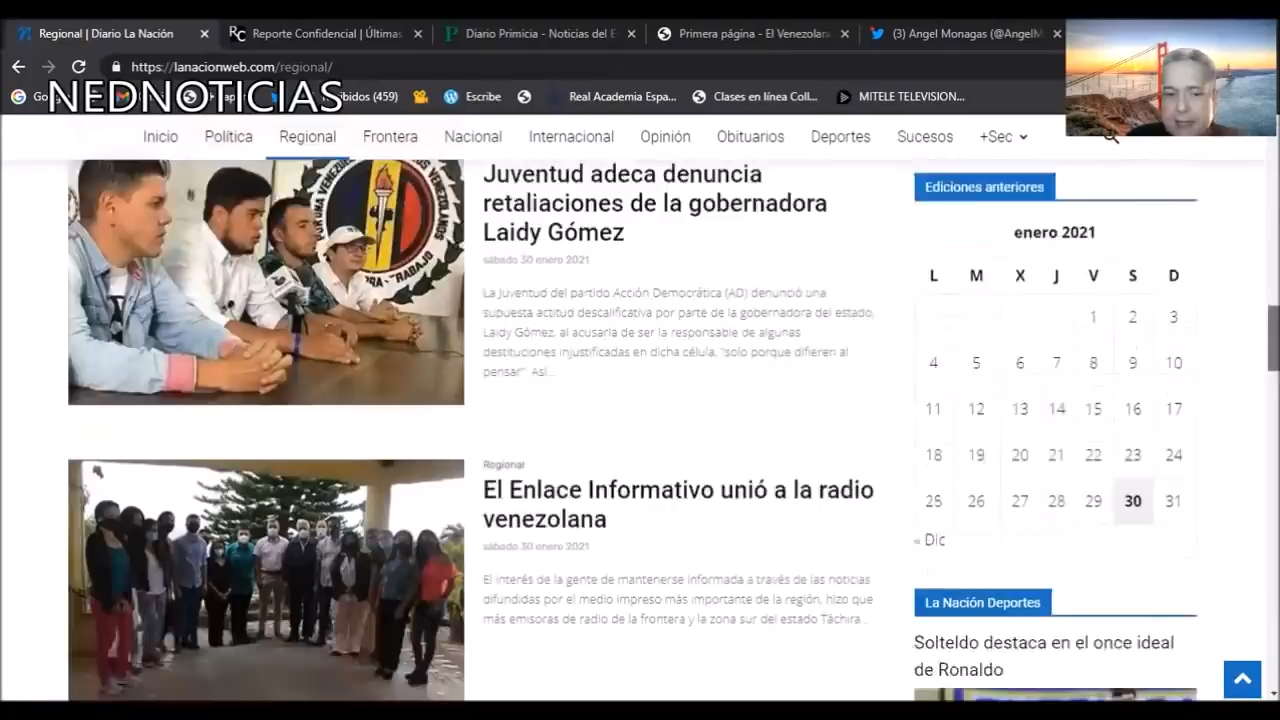 Regional | Diario La Nación
Reporte Confidencial | Últimas
Diario Primicia - Noticias del E
Primera página - El Venezolan
(3) Angel Monagas (@AngelM
https://lanacionweb.com/regional/
NEDNOTICIAS
ibidos (459)
Escribe
Real Academia Espa...
Clases en línea Coll...
MITELE TELEVISION...
Inicio
Política
Regional
Frontera
Nacional
Internacional
Opinión
Obituarios
Deportes
Sucesos
+Sec
Juventud adeca denuncia
retaliaciones de la gobernadora
Laidy Gómez
sábado 30 enero 2021
La Juventud del partido Acción Democrática (AD) denunció una
supuesta actitud descalificativa por parte de la gobernadora del estado,
Laidy Gómez, al acusarla de ser la responsable de algunas
destituciones injustificadas en dicha célula, "solo porque difieren al
pensar" Así...
Regional
El Enlace Informativo unió a la radio
venezolana
sábado 30 enero 2021
El interés de la gente de mantenerse informada a través de las noticias
difundidas por el medio impreso más importante de la región, hizo que
más emisoras de radio de la frontera y la zona sur del estado Táchira...
Ediciones anteriores
enero 2021
L M X J V S D
1 2 3
4 5 6 7 8 9 10
11 12 13 14 15 16 17
18 19 20 21 22 23 24
25 26 27 28 29 30 31
« Dic
La Nación Deportes
Solteldo destaca en el once ideal
de Ronaldo